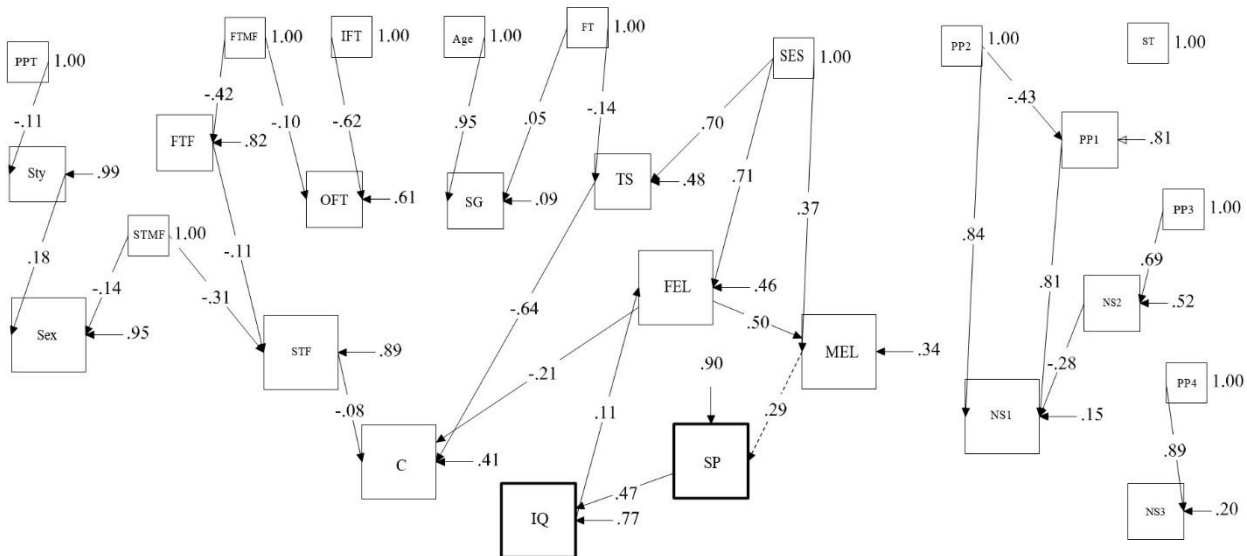 FTMF 1.00 IFT 1.00 Age 1.00 FT 1.00
PPT 1.00 SES 1.00 PP2 1.00 ST 1.00
-.42 -.14 -.43
-.11 -.10 -.62 .95 .05 .70
FTF .82 PP1 .81
Sty .99 TS .48 .71
OFT .61 SG .09 .37
STMF 1.00 PP3 1.00
.18 -.11 .84
-.14 -.31 .69
-.64 FEL .46 .81
Sex .95 .50 NS2 .52
STF .89 MEL .34
-.21 .90 -.28
-.08 .11 .29 PP4 1.00
NS1 .15
C .41 SP .89
.47
IQ .77 NS3 .20